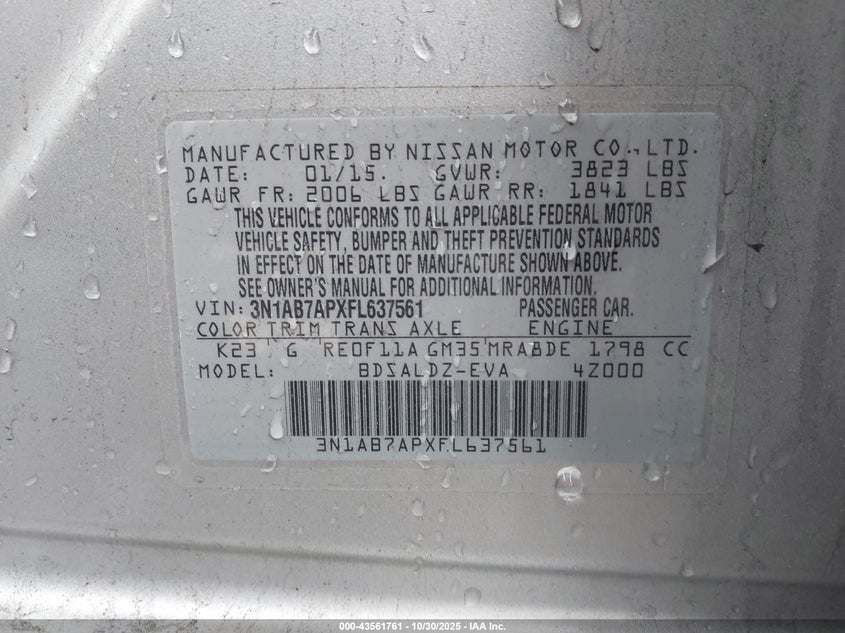 MANUFACTURED BY NISSAN MOTOR CO.,LTD.
DATE: 01/15. GVWR: 3823 LBS
GAWR FR: 2006 LBS GAWR RR: 1841 LBS
THIS VEHICLE CONFORMS TO ALL APPLICABLE FEDERAL MOTOR
VEHICLE SAFETY, BUMPER AND THEFT PREVENTION STANDARDS
IN EFFECT ON THE DATE OF MANUFACTURE SHOWN ABOVE.
SEE OWNER'S MANUAL FOR ADDITIONAL INFORMATION.
VIN: 3N1AB7APXFL637561 PASSENGER CAR.
COLOR TRIM TRANS AXLE ENGINE
K23 G RE0F11A GM35 MRA8DE 1798 CC
MODEL: BDSALDZ-EVA 4Z000
3N1AB7APXFL637561
000-43561761 - 10/30/2025 - IAA Inc.